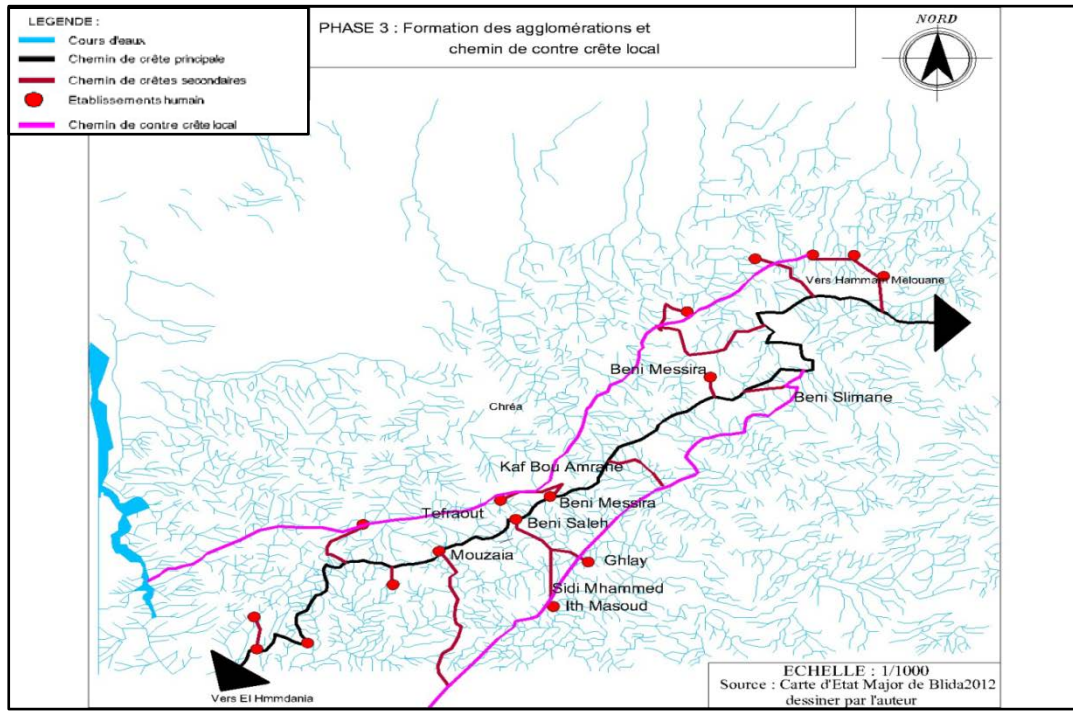 LEGENDE :
Cours d'eaux
Chemin de crête principale
Chemin de crêtes secondaires
Etablissements humain
Chemin de contre crête local
PHASE 3 : Formation des agglomérations et
chemin de contre crête local
NORD
Vers Hammam Melouane
Beni Messira
Beni Slimane
Chréa
Kaf Bou Amrane
Tefraout
Beni Messira
Beni Saleh
Mouzaia
Ghlay
Sidi Mhammed
Ith Masoud
Vers El Hmmdania
ECHELLE : 1/1000
Source : Carte d'Etat Major de Blida2012
dessiner par l'auteur